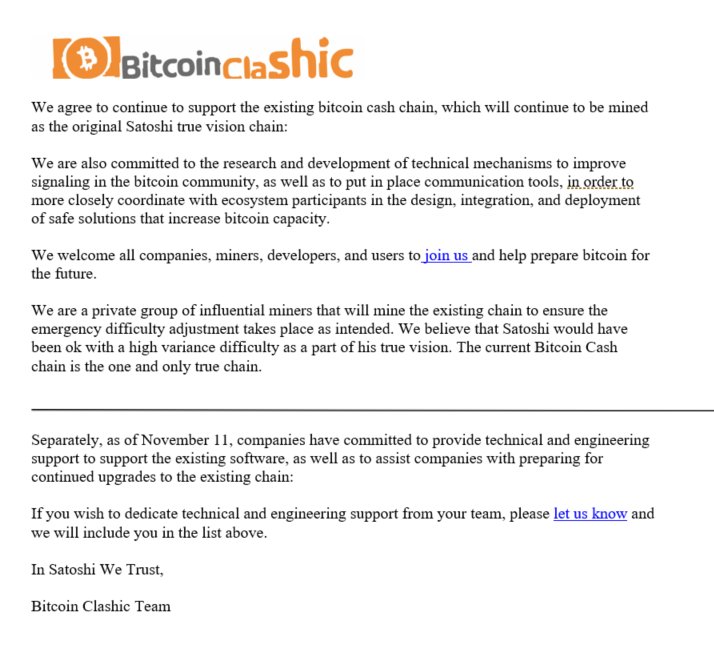 BitcoinClashic
We agree to continue to support the existing bitcoin cash chain, which will continue to be mined
as the original Satoshi true vision chain:
We are also committed to the research and development of technical mechanisms to improve
signaling in the bitcoin community, as well as to put in place communication tools, in order to
more closely coordinate with ecosystem participants in the design, integration, and deployment
of safe solutions that increase bitcoin capacity.
We welcome all companies, miners, developers, and users to join us and help prepare bitcoin for
the future.
We are a private group of influential miners that will mine the existing chain to ensure the
emergency difficulty adjustment takes place as intended. We believe that Satoshi would have
been ok with a high variance difficulty as a part of his true vision. The current Bitcoin Cash
chain is the one and only true chain.
Separately, as of November 11, companies have committed to provide technical and engineering
support to support the existing software, as well as to assist companies with preparing for
continued upgrades to the existing chain:
If you wish to dedicate technical and engineering support from your team, please let us know and
we will include you in the list above.
In Satoshi We Trust,
Bitcoin Clashic Team